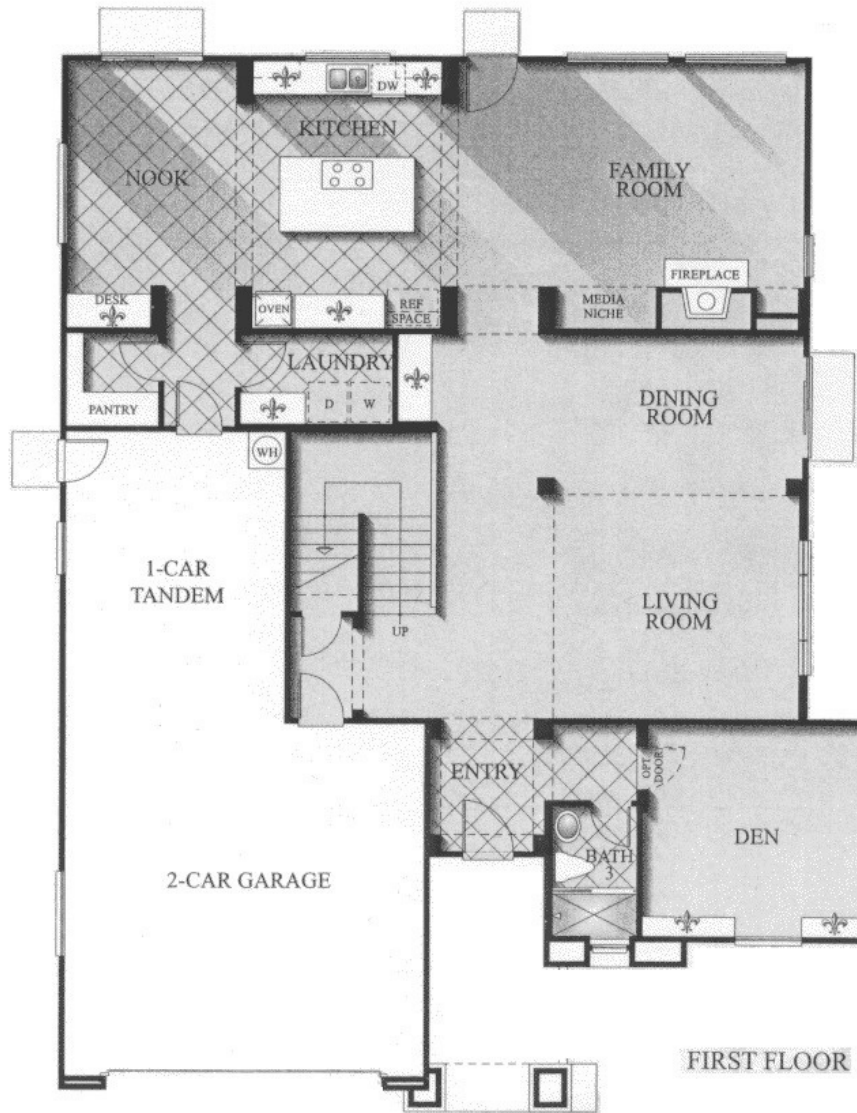 L
DW
KITCHEN
NOOK
FAMILY
ROOM
FIREPLACE
DESK
OVEN
REF
SPACE
MEDIA
NICHE
LAUNDRY
PANTRY
D
W
DINING
ROOM
WH
1-CAR
TANDEM
LIVING
ROOM
UP
ENTRY
OPT
DOOR
BATH
3
DEN
2-CAR GARAGE
FIRST FLOOR